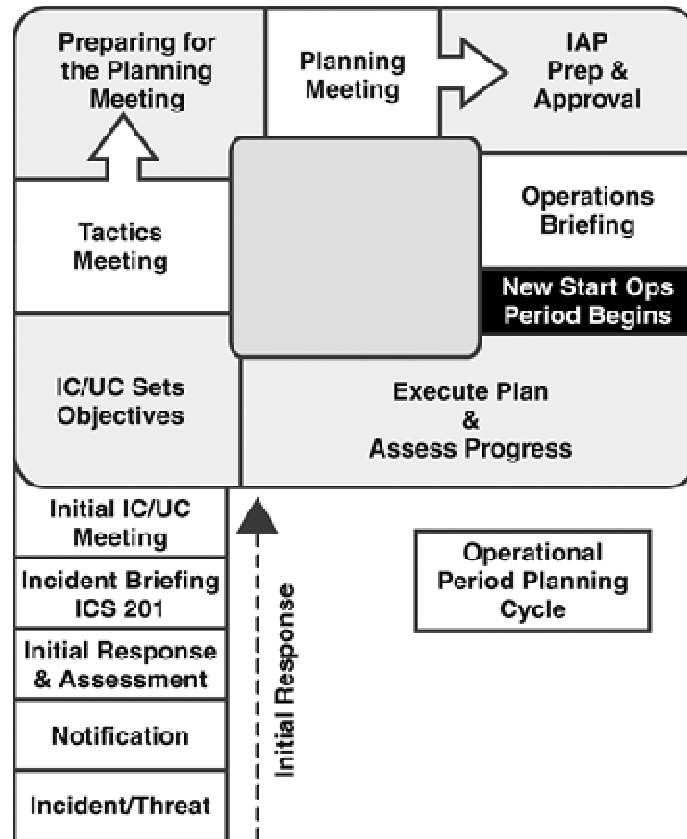 Preparing for
the Planning
Meeting
Planning
Meeting
IAP
Prep &
Approval
Tactics
Meeting
Operations
Briefing
New Start Ops
Period Begins
IC/UC Sets
Objectives
Execute Plan
&
Assess Progress
Initial IC/UC
Meeting
Incident Briefing
ICS 201
Initial Response
& Assessment
Notification
Incident/Threat
Initial Response
Operational
Period Planning
Cycle